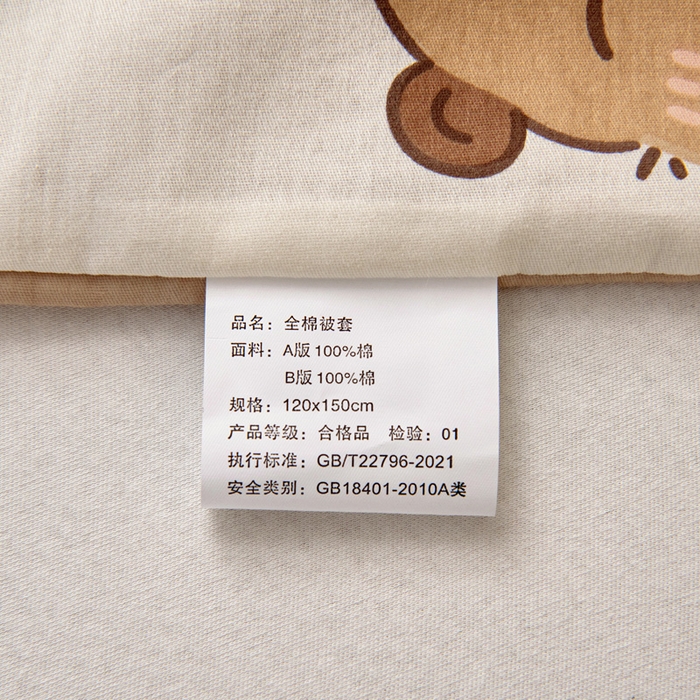 品名：全棉被套
面料：A版100%棉
B版100%棉
规格：120x150cm
产品等级：合格品 检验：01
执行标准：GB/T22796-2021
安全类别：GB18401-2010A类